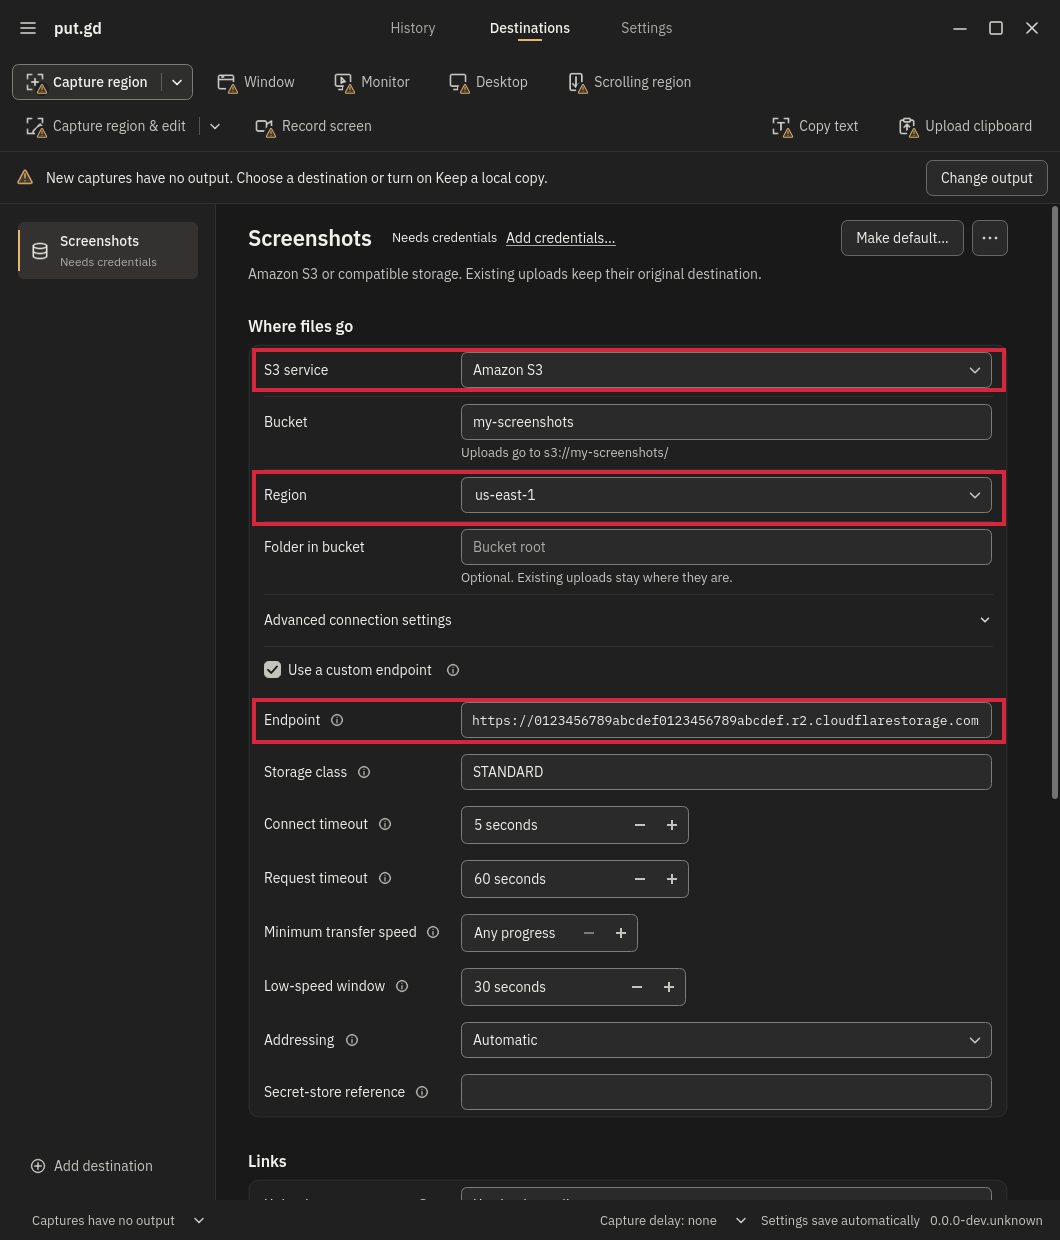 put.gd
History
Destinations
Settings
Capture region
Window
Monitor
Desktop
Scrolling region
Capture region & edit
Record screen
Copy text
Upload clipboard
New captures have no output. Choose a destination or turn on Keep a local copy.
Change output
Screenshots
Needs credentials
Screenshots
Needs credentials
Add credentials...
Make default...
Amazon S3 or compatible storage. Existing uploads keep their original destination.
Where files go
S3 service
Amazon S3
Bucket
my-screenshots
Uploads go to s3://my-screenshots/
Region
us-east-1
Folder in bucket
Bucket root
Optional. Existing uploads stay where they are.
Advanced connection settings
Use a custom endpoint
Endpoint
https://0123456789abcdef0123456789abcdef.r2.cloudflarestorage.com
Storage class
STANDARD
Connect timeout
5 seconds
Request timeout
60 seconds
Minimum transfer speed
Any progress
Low-speed window
30 seconds
Addressing
Automatic
Secret-store reference
Links
Add destination
Captures have no output
Capture delay: none
Settings save automatically
0.0.0-dev.unknown